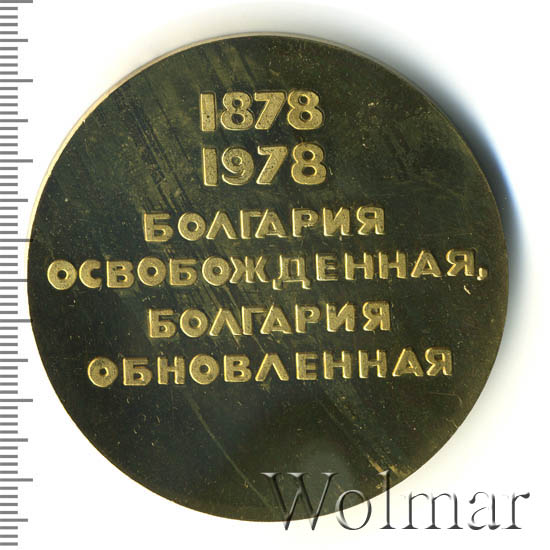 1878
1978
БОЛГАРИЯ
ОСВОБОЖДЕННАЯ,
БОЛГАРИЯ
ОБНОВЛЕННАЯ
Wolmar